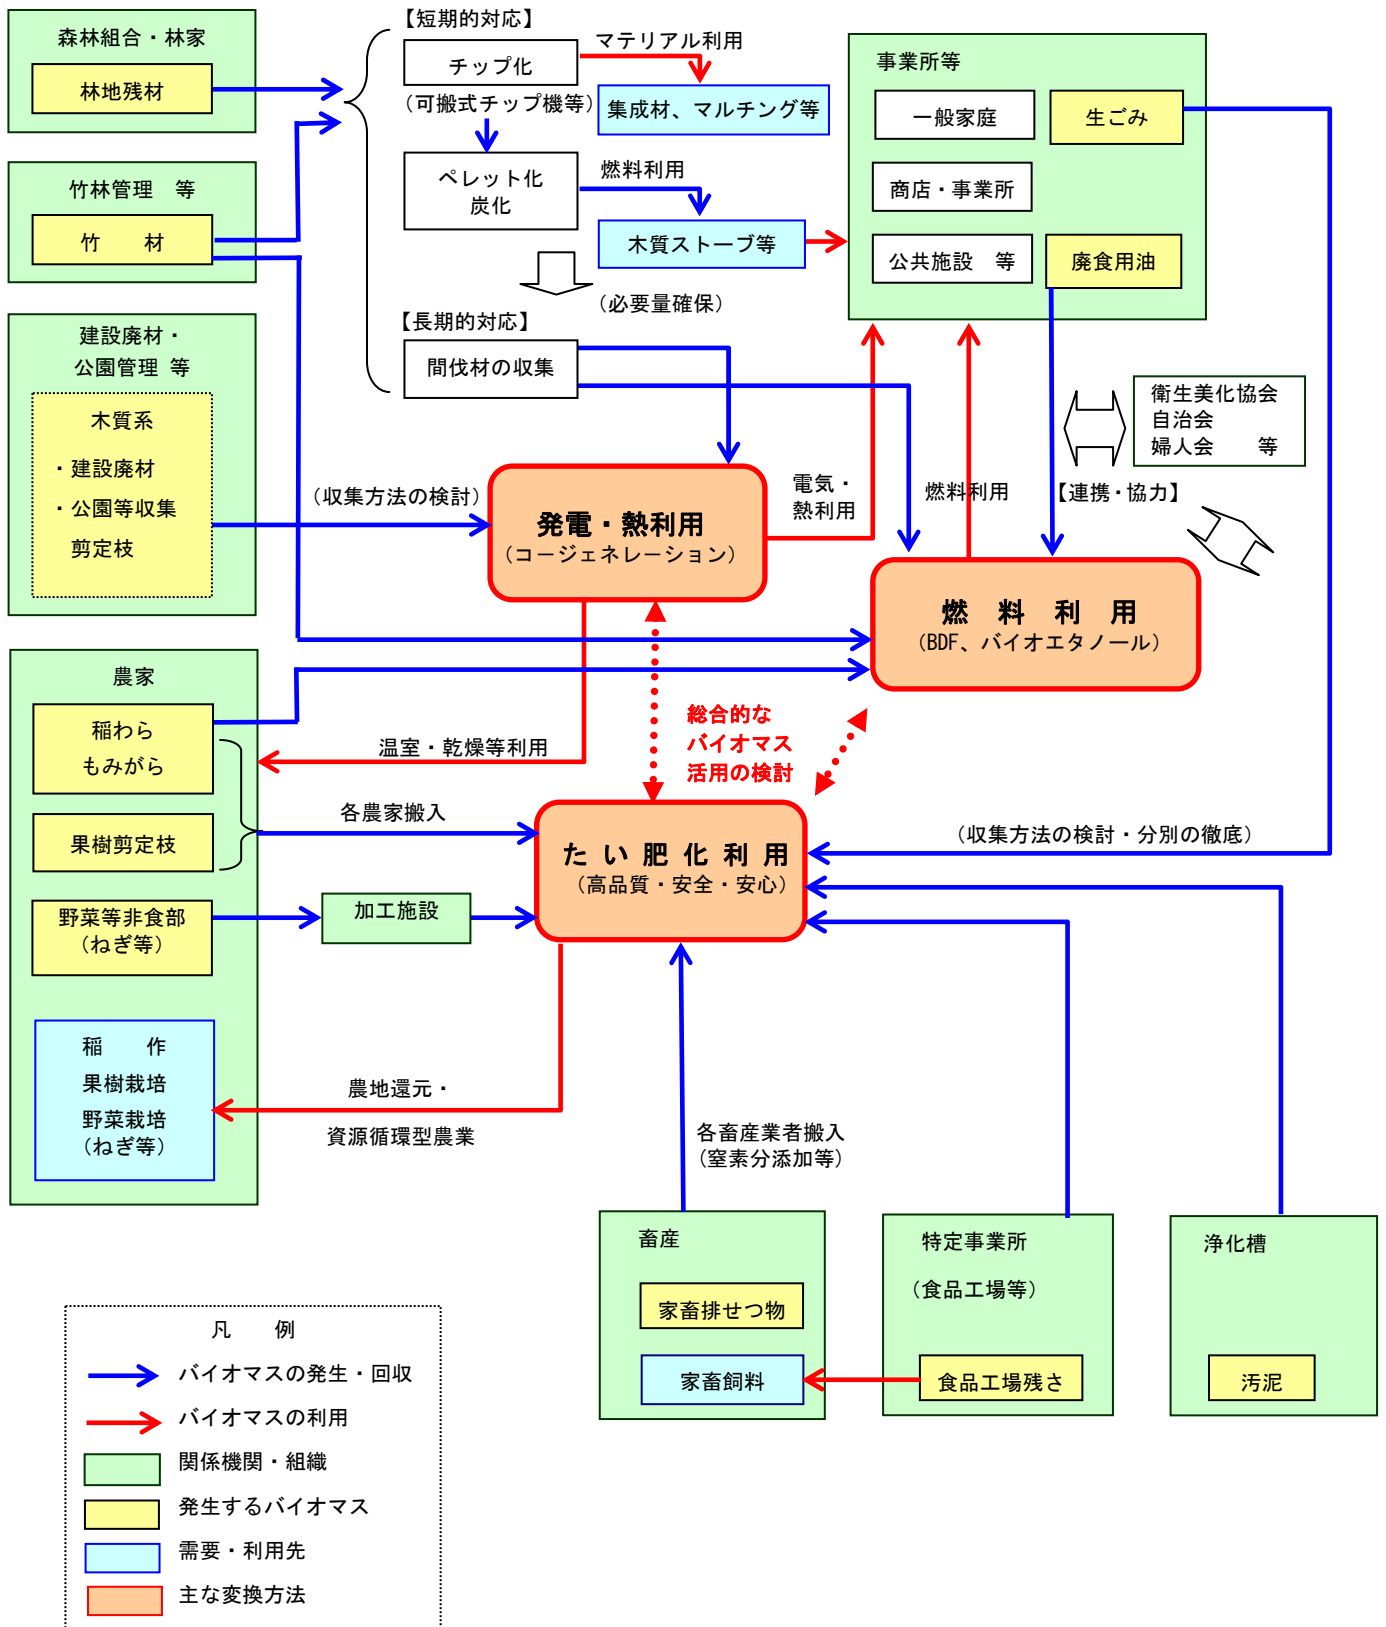 森林組合・林家
林地残材
竹林管理　等
竹　　材
建設廃材・
公園管理 等
木質系
・建設廃材
・公園等収集
剪定枝
【短期的対応】
チップ化
（可搬式チップ機等）
マテリアル利用
集成材、マルチング等
ペレット化
炭化
燃料利用
木質ストーブ等
（必要量確保）
【長期的対応】
間伐材の収集
事業所等
一般家庭
生ごみ
商店・事業所
公共施設　等
廃食用油
衛生美化協会
自治会
婦人会　　等
【連携・協力】
（収集方法の検討）
発電・熱利用
（コージェネレーション）
電気・
熱利用
燃料利用
燃　料　利　用
（BDF、バイオエタノール）
総合的な
バイオマス
活用の検討
農家
稲わら
もみがら
果樹剪定枝
野菜等非食部
（ねぎ等）
稲　　作
果樹栽培
野菜栽培
（ねぎ等）
温室・乾燥等利用
各農家搬入
加工施設
た い 肥 化 利 用
（高品質・安全・安心）
（収集方法の検討・分別の徹底）
農地還元・
資源循環型農業
各畜産業者搬入
（窒素分添加等）
畜産
家畜排せつ物
家畜飼料
特定事業所
（食品工場等）
食品工場残さ
浄化槽
汚泥
凡　　例
バイオマスの発生・回収
バイオマスの利用
関係機関・組織
発生するバイオマス
需要・利用先
主な変換方法